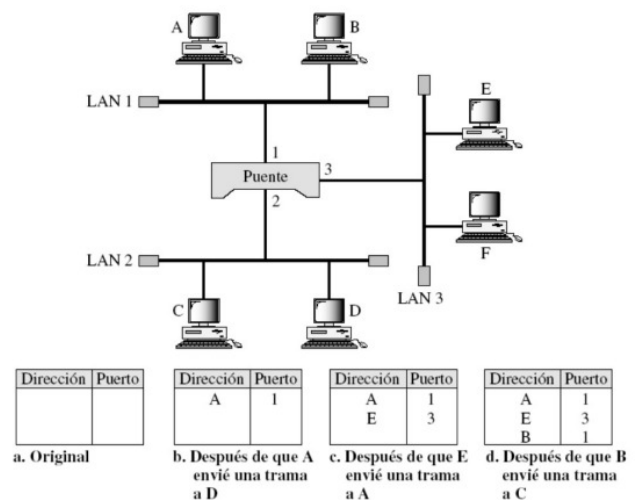 A
B
LAN 1
E
1
Puente
3
2
F
LAN 2
LAN 3
C
D
Dirección Puerto
a. Original
Dirección Puerto
A 1
b. Después de que A
envié una trama
a D
Dirección Puerto
A 1
E 3
c. Después de que E
envié una trama
a A
Dirección Puerto
A 1
E 3
B 1
d. Después de que B
envié una trama
a C